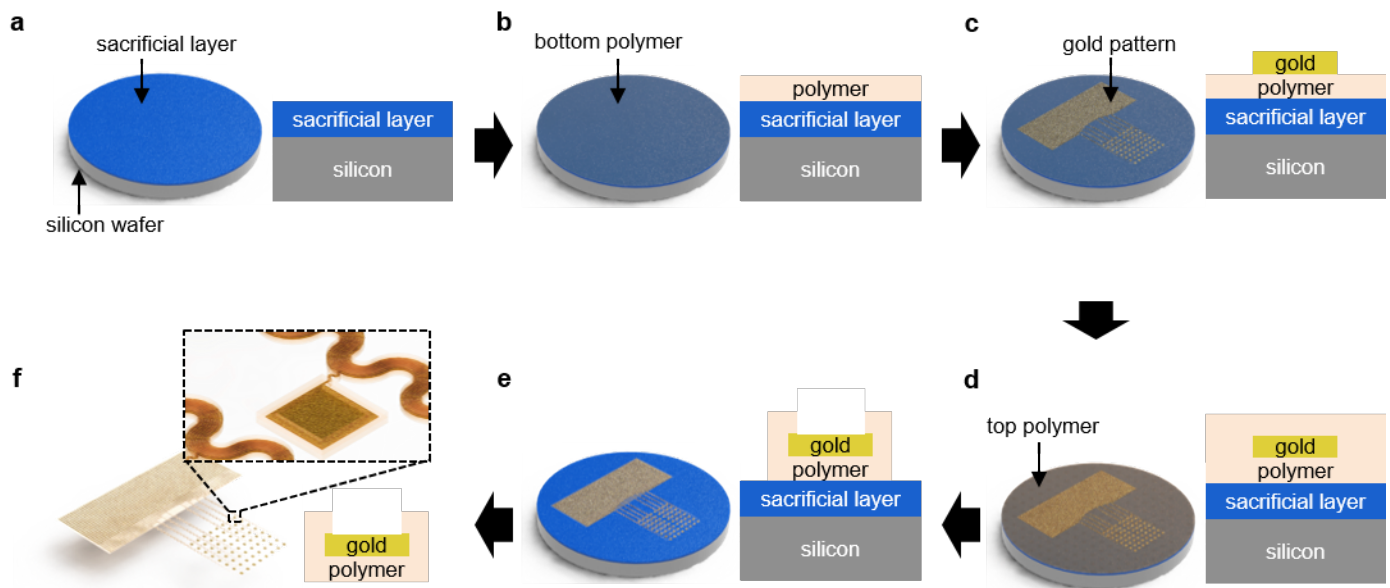 a
sacrificial layer
sacrificial layer
silicon
silicon wafer
b
bottom polymer
polymer
sacrificial layer
silicon
c
gold pattern
gold
polymer
sacrificial layer
silicon
d
top polymer
gold
polymer
sacrificial layer
silicon
e
gold
polymer
sacrificial layer
silicon
f
gold
polymer